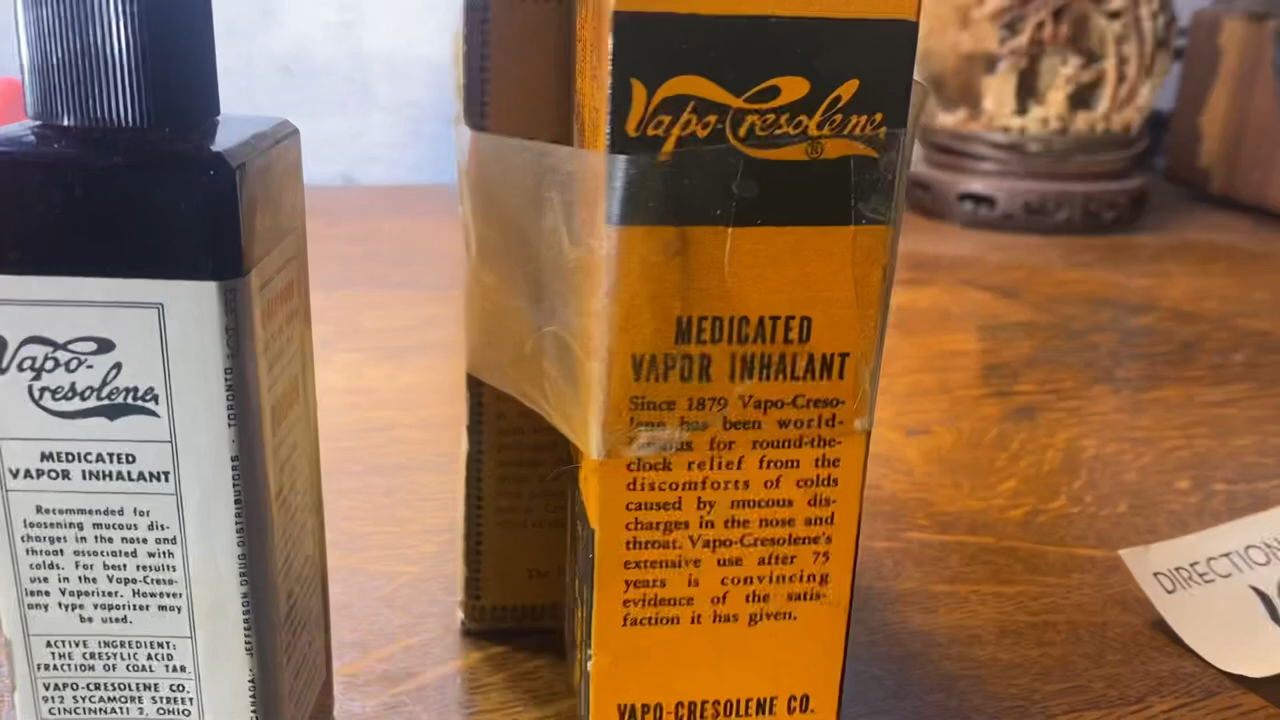 Vapo-
Cresolene
MEDICATED
VAPOR INHALANT
Recommended for
loosening mucous dis-
charges in the nose and
throat associated with
colds. For best results
use in the Vapo-Creso-
lene Vaporizer. However
any type vaporizer may
be used.
ACTIVE INGREDIENT:
THE CRESYLIC ACID
FRACTION OF COAL TAR.
VAPO-CRESOLENE CO.
912 SYCAMORE STREET
CINCINNATI 2, OHIO
CANADA: JEFFERSON DRUG DISTRIBUTORS - TORONTO
Vapo-Cresolene
®
MEDICATED
VAPOR INHALANT
Since 1879 Vapo-Creso-
lene has been world-
famous for round-the-
clock relief from the
discomforts of colds
caused by mucous dis-
charges in the nose and
throat. Vapo-Cresolene's
extensive use after 75
years is convincing
evidence of the satis-
faction it has given.
VAPO-CRESOLENE CO.
DIRECTION